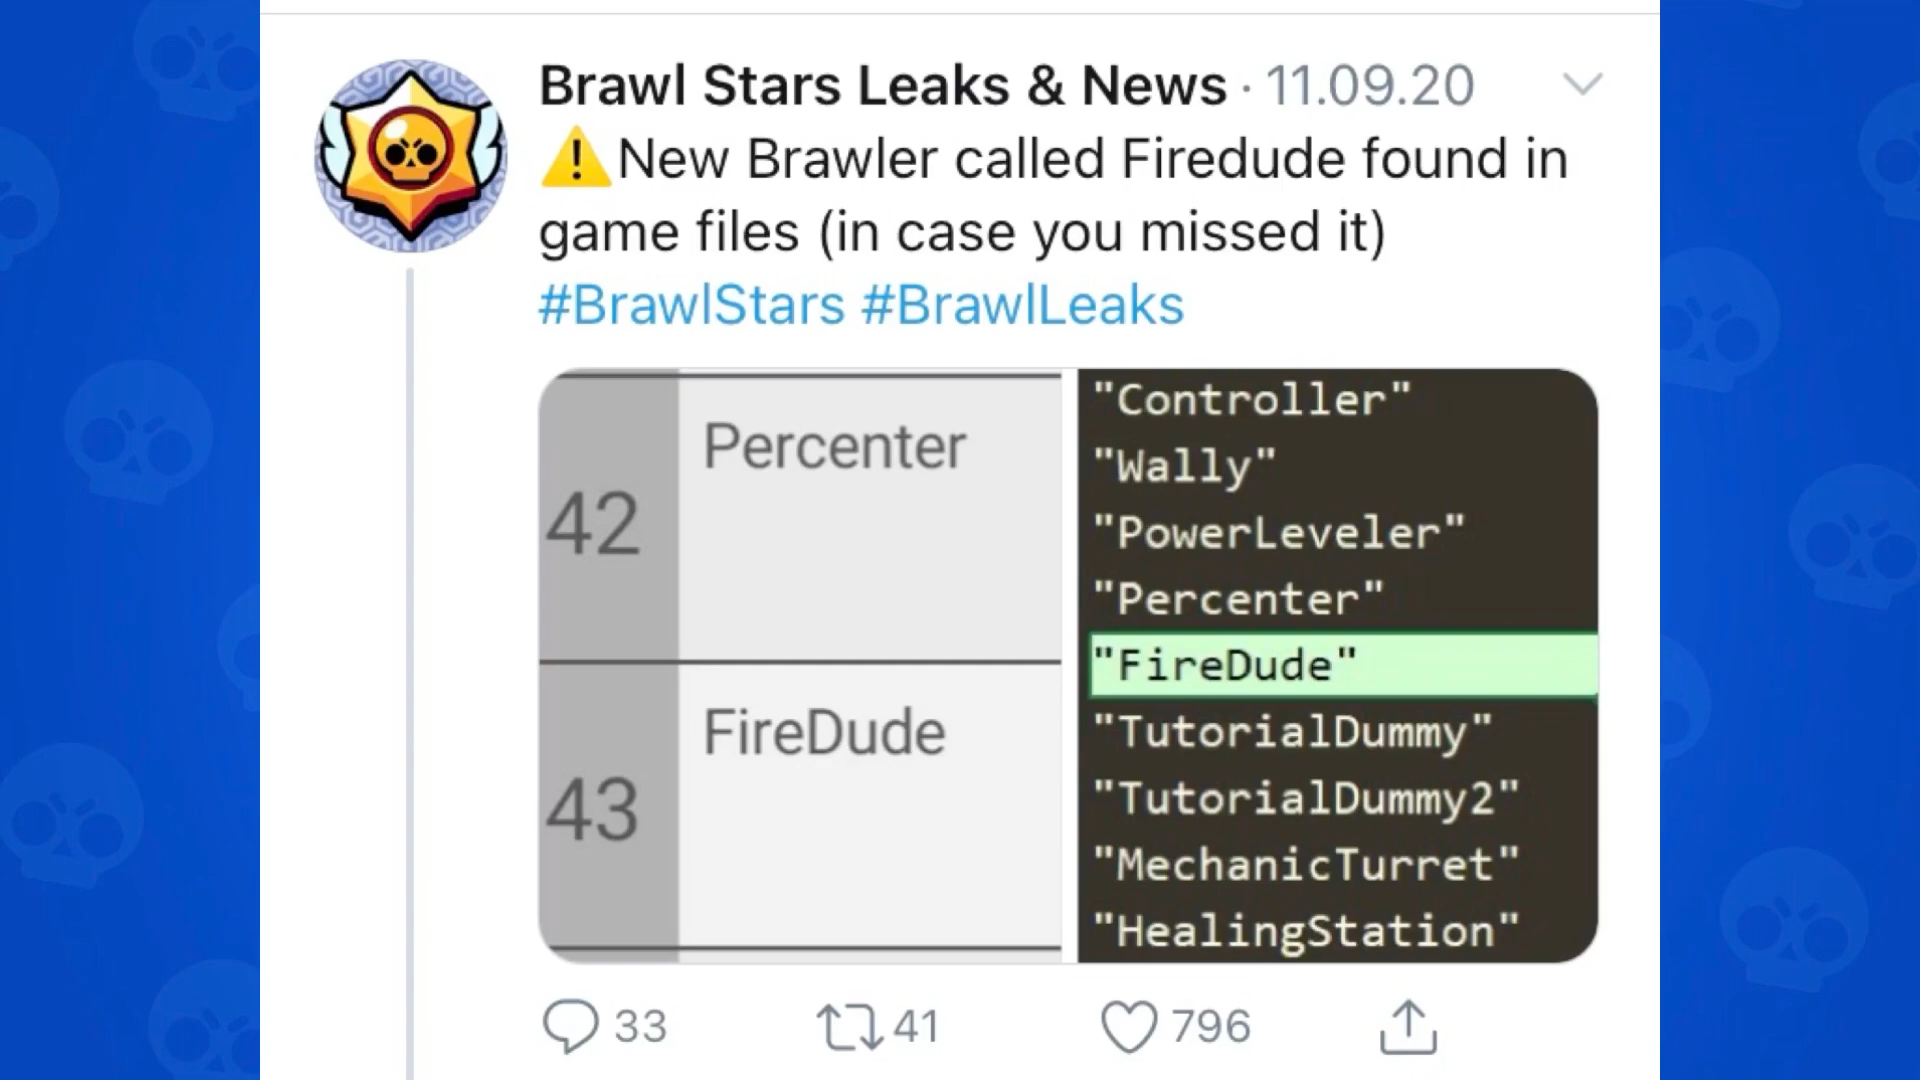 Brawl Stars Leaks & News · 11.09.20
⚠️New Brawler called Firedude found in
game files (in case you missed it)
#BrawlStars #BrawlLeaks
42 Percenter
43 FireDude
"Controller"
"Wally"
"PowerLeveler"
"Percenter"
"FireDude"
"TutorialDummy"
"TutorialDummy2"
"MechanicTurret"
"HealingStation"
33 41 796